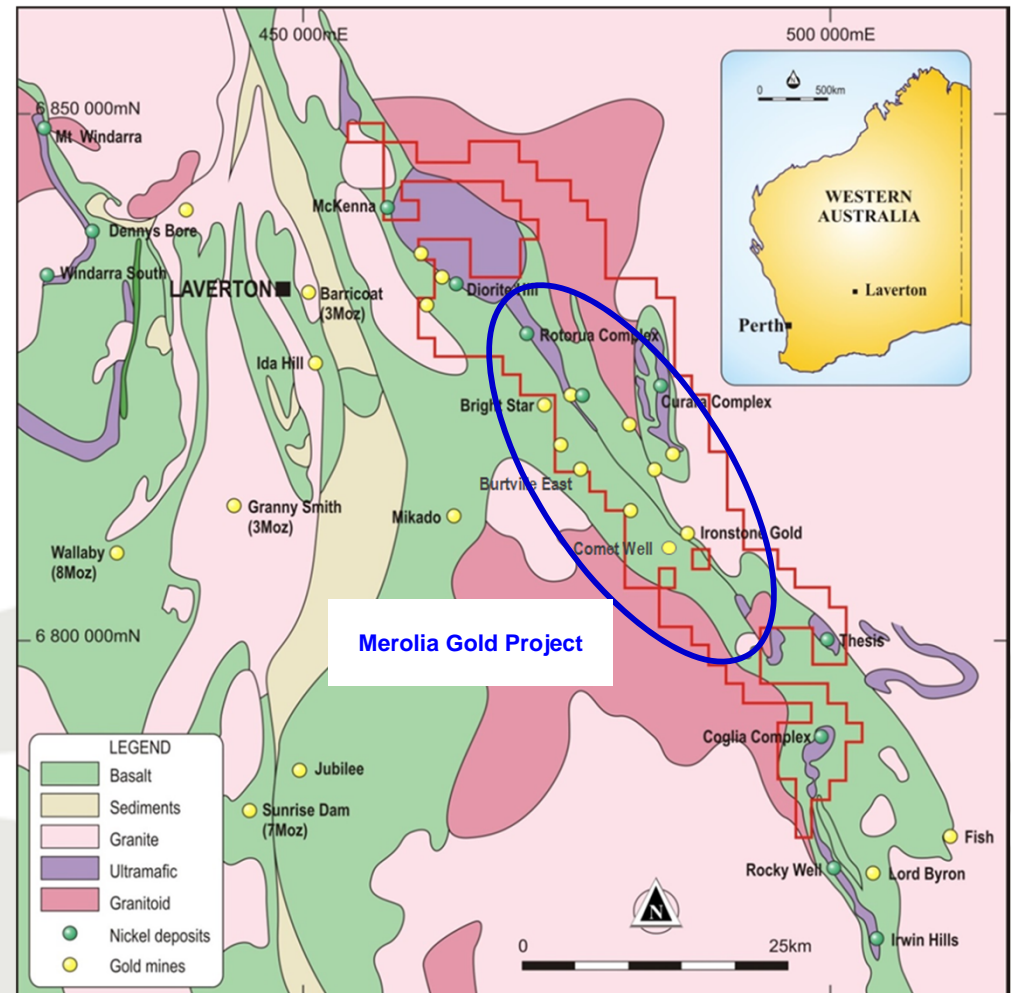 450 000mE
500 000mE
6 850 000mN
Mt Windarra
0 500km
McKenna
WESTERN
AUSTRALIA
Dennys Bore
Windarra South
LAVERTON
Barricoat
(3Moz)
Diorite Hill
Laverton
Perth
Rotorua Complex
Ida Hill
Bright Star
Curara Complex
Burtville East
Granny Smith
(3Moz)
Mikado
Ironstone Gold
Wallaby
(8Moz)
Comet Well
6 800 000mN
Merolia Gold Project
Thesis
Coglia Complex
LEGEND
Basalt
Sediments
Granite
Ultramafic
Granitoid
Nickel deposits
Gold mines
Jubilee
Sunrise Dam
(7Moz)
Fish
Rocky Well
Lord Byron
N
Irwin Hills
0 25km